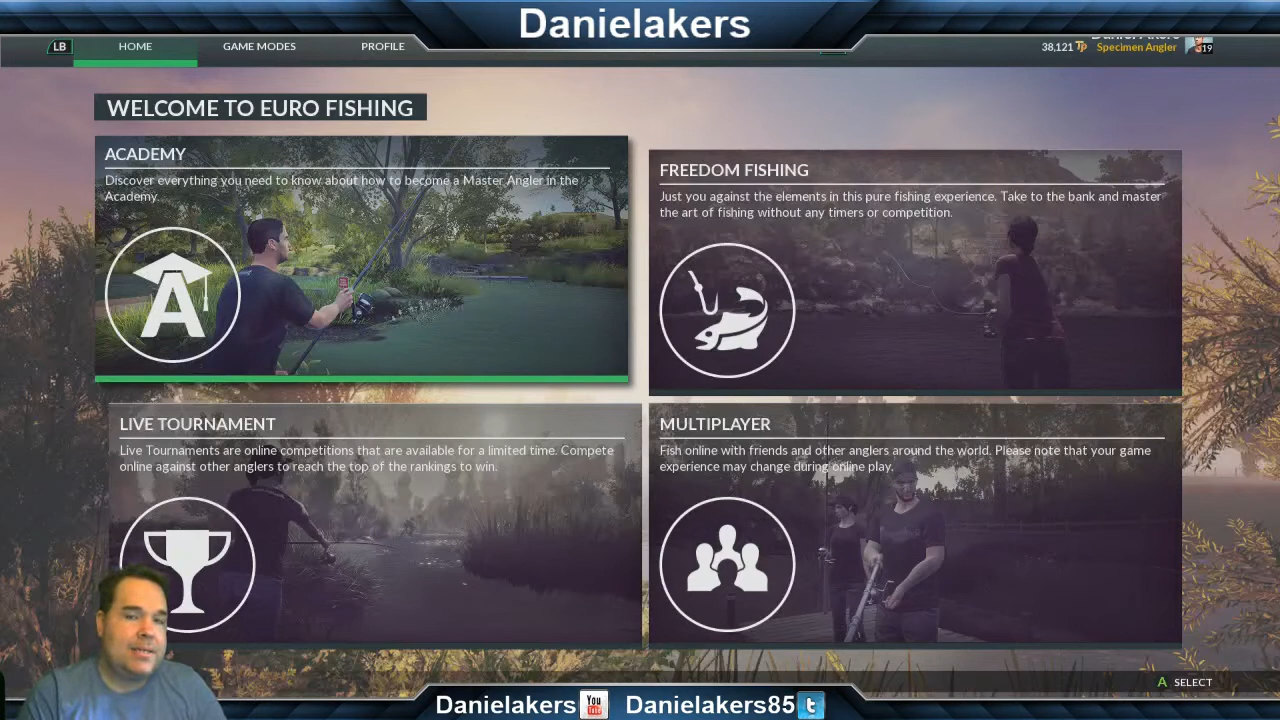 Danielakers
LB HOME GAME MODES PROFILE
38,121 TP Specimen Angler 19
WELCOME TO EURO FISHING
ACADEMY
Discover everything you need to know about how to become a Master Angler in the
Academy.
A
FREEDOM FISHING
Just you against the elements in this pure fishing experience. Take to the bank and master
the art of fishing without any timers or competition.
LIVE TOURNAMENT
Live Tournaments are online competitions that are available for a limited time. Compete
online against other anglers to reach the top of the rankings to win.
MULTIPLAYER
Fish online with friends and other anglers around the world. Please note that your game
experience may change during online play.
A SELECT
Danielakers You Tube Danielakers85 t